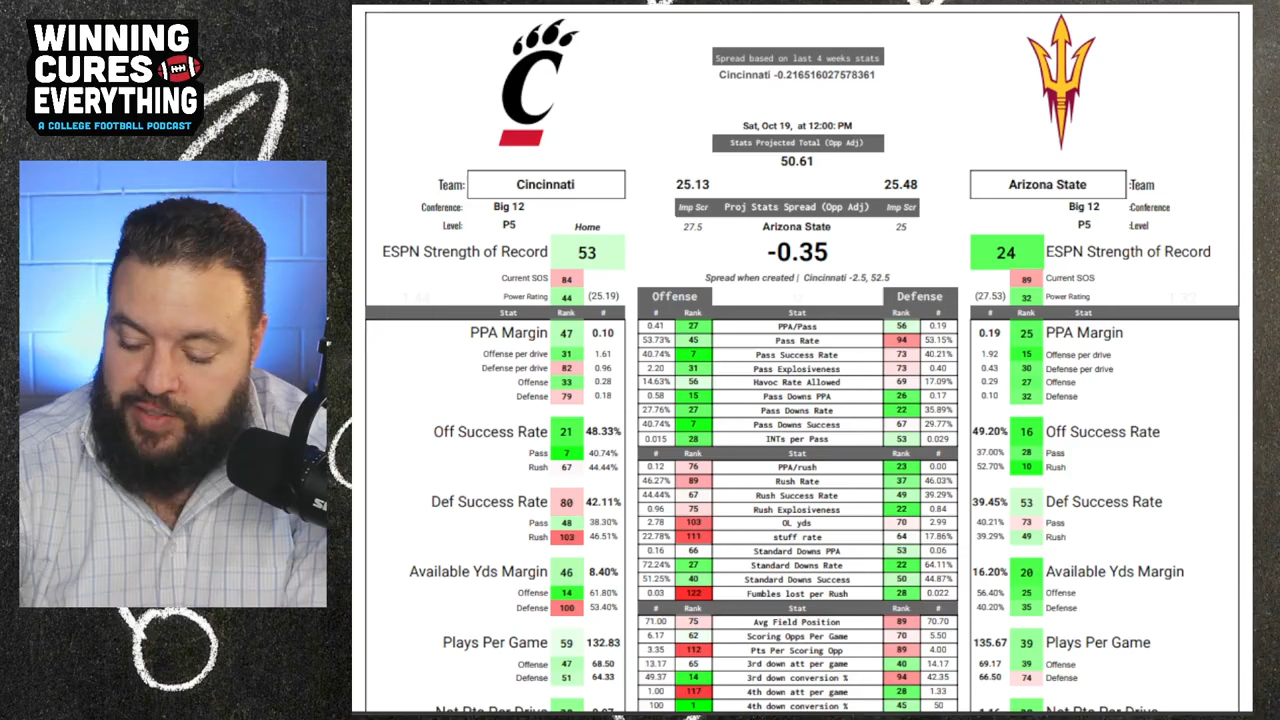 WINNING
CURES
EVERYTHING
A COLLEGE FOOTBALL PODCAST
Spread based on last 4 weeks stats
Cincinnati -0.216516027578361
Sat, Oct 19, at 12:00: PM
Stats Projected Total (Opp Adj)
50.61
Team: Cincinnati 25.13 25.48 Arizona State :Team
Conference: Big 12 Imp Scr Proj Stats Spread (Opp Adj) Imp Scr Big 12 :Conference
Level: P5 Home 27.5 Arizona State 25 P5 :Level
ESPN Strength of Record 53 -0.35 24 ESPN Strength of Record
Current SOS 84 Spread when created | Cincinnati -2.5, 52.5 89 Current SOS
Power Rating 44 (25.19) Offense Defense (27.53) 32 Power Rating
Stat Rank # # Rank Stat Rank # # Rank Stat
PPA Margin 47 0.10 0.41 27 PPA/Pass 56 0.19 0.19 25 PPA Margin
53.73% 45 Pass Rate 94 53.15%
Offense per drive 31 1.61 40.74% 7 Pass Success Rate 73 40.21% 1.92 15 Offense per drive
Defense per drive 82 0.96 2.20 31 Pass Explosiveness 73 0.40 0.43 30 Defense per drive
Offense 33 0.28 14.63% 56 Havoc Rate Allowed 69 17.09% 0.29 27 Offense
Defense 79 0.18 0.58 15 Pass Downs PPA 26 0.17 0.10 32 Defense
27.76% 27 Pass Downs Rate 22 35.89%
Off Success Rate 21 48.33% 40.74% 7 Pass Downs Success 67 29.77% 49.20% 16 Off Success Rate
0.015 28 INTs per Pass 53 0.029
Pass 7 40.74% # Rank Stat Rank # 37.00% 28 Pass
Rush 67 44.44% 0.12 76 PPA/rush 23 0.00 52.70% 10 Rush
46.27% 89 Rush Rate 37 46.03%
Def Success Rate 80 42.11% 44.44% 67 Rush Success Rate 49 39.29% 39.45% 53 Def Success Rate
0.96 75 Rush Explosiveness 22 0.84
Pass 48 38.30% 2.78 103 OL yds 70 2.99 40.21% 73 Pass
Rush 103 46.51% 22.78% 111 stuff rate 64 17.86% 39.29% 49 Rush
0.16 66 Standard Downs PPA 53 0.06
Available Yds Margin 46 8.40% 72.24% 27 Standard Downs Rate 22 64.11% 16.20% 20 Available Yds Margin
51.25% 40 Standard Downs Success 50 44.87%
Offense 14 61.80% 0.03 122 Fumbles lost per Rush 28 0.022 56.40% 25 Offense
Defense 100 53.40% # Rank Stat Rank # 40.20% 35 Defense
71.00 75 Avg Field Position 89 70.70
Plays Per Game 59 132.83 6.17 62 Scoring Opps Per Game 70 5.50 135.67 39 Plays Per Game
3.35 112 Pts Per Scoring Opp 89 4.00
Offense 47 68.50 13.17 65 3rd down att per game 40 14.17 69.17 39 Offense
Defense 51 64.33 49.37 14 3rd down conversion % 94 42.35 66.50 74 Defense
1.00 117 4th down att per game 28 1.33
100 1 4th down conversion % 45 50